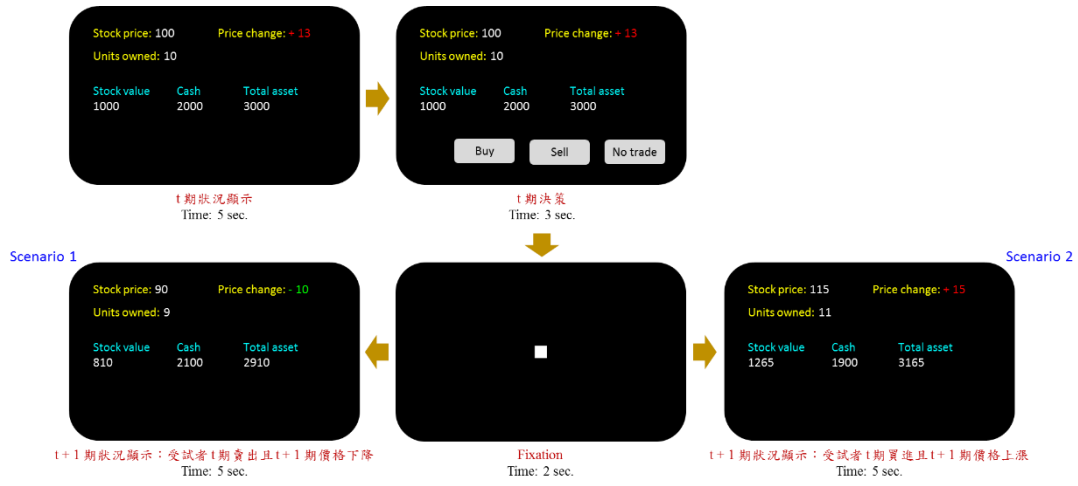 Stock price: 100 Price change: + 13
Units owned: 10
Stock value Cash Total asset
1000 2000 3000
t 期狀況顯示
Time: 5 sec.
Stock price: 100 Price change: + 13
Units owned: 10
Stock value Cash Total asset
1000 2000 3000
Buy Sell No trade
t 期決策
Time: 3 sec.
Scenario 1
Stock price: 90 Price change: - 10
Units owned: 9
Stock value Cash Total asset
810 2100 2910
t + 1 期狀況顯示：受試者 t 期賣出且 t + 1 期價格下降
Time: 5 sec.
Fixation
Time: 2 sec.
Scenario 2
Stock price: 115 Price change: + 15
Units owned: 11
Stock value Cash Total asset
1265 1900 3165
t + 1 期狀況顯示：受試者 t 期買進且 t + 1 期價格上漲
Time: 5 sec.